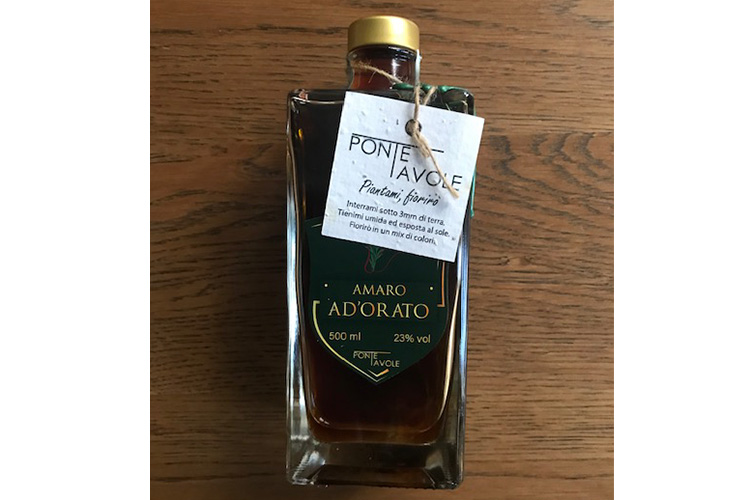 PONTE
TAVOLE
Piantami, fiorirò
Interrami sotto 3mm di terra.
Tienimi umida ed esposta al sole.
Fiorirò in un mix di colori.
AMARO
AD'ORATO
500 ml 23% vol
PONTE
TAVOLE